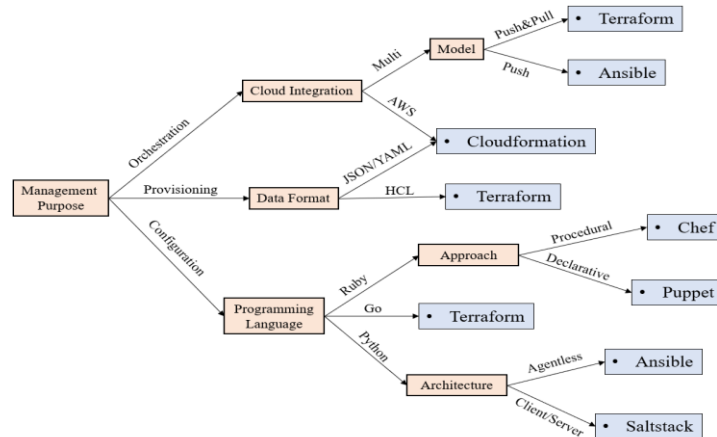 Push&Pull
• Terraform
Multi
Model
Push
• Ansible
Cloud Integration
Orchestration
AWS
• Cloudformation
JSON/YAML
Management
Purpose
Provisioning
Data Format
HCL
• Terraform
Configuration
Procedural
• Chef
Approach
Declarative
• Puppet
Ruby
Programming
Language
Go
• Terraform
Python
Agentless
• Ansible
Architecture
Client/Server
• Saltstack